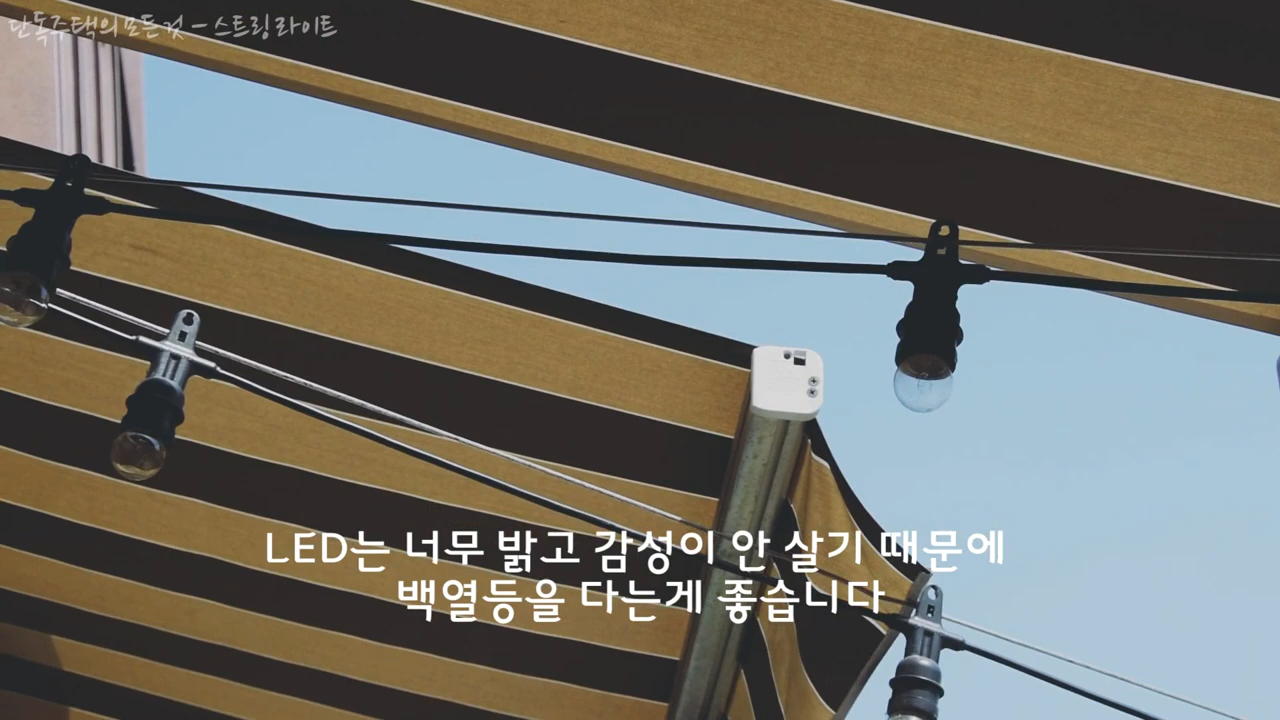 단독주택의 모든 것 - 스트링 라이트
LED는 너무 밝고 감성이 안 살기 때문에
백열등을 다는게 좋습니다